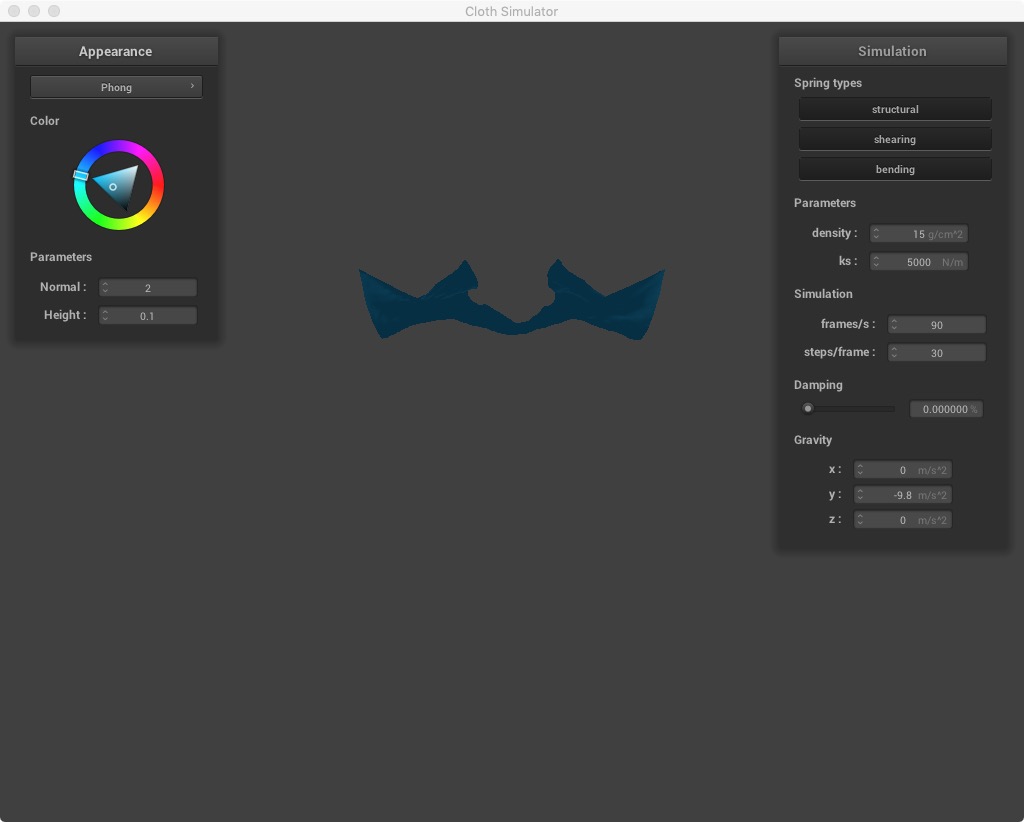 Cloth Simulator
Appearance
Phong
Color
Parameters
Normal : 2
Height : 0.1
Simulation
Spring types
structural
shearing
bending
Parameters
density : 15 g/cm^2
ks : 5000 N/m
Simulation
frames/s : 90
steps/frame : 30
Damping
0.000000 %
Gravity
x : 0 m/s^2
y : -9.8 m/s^2
z : 0 m/s^2